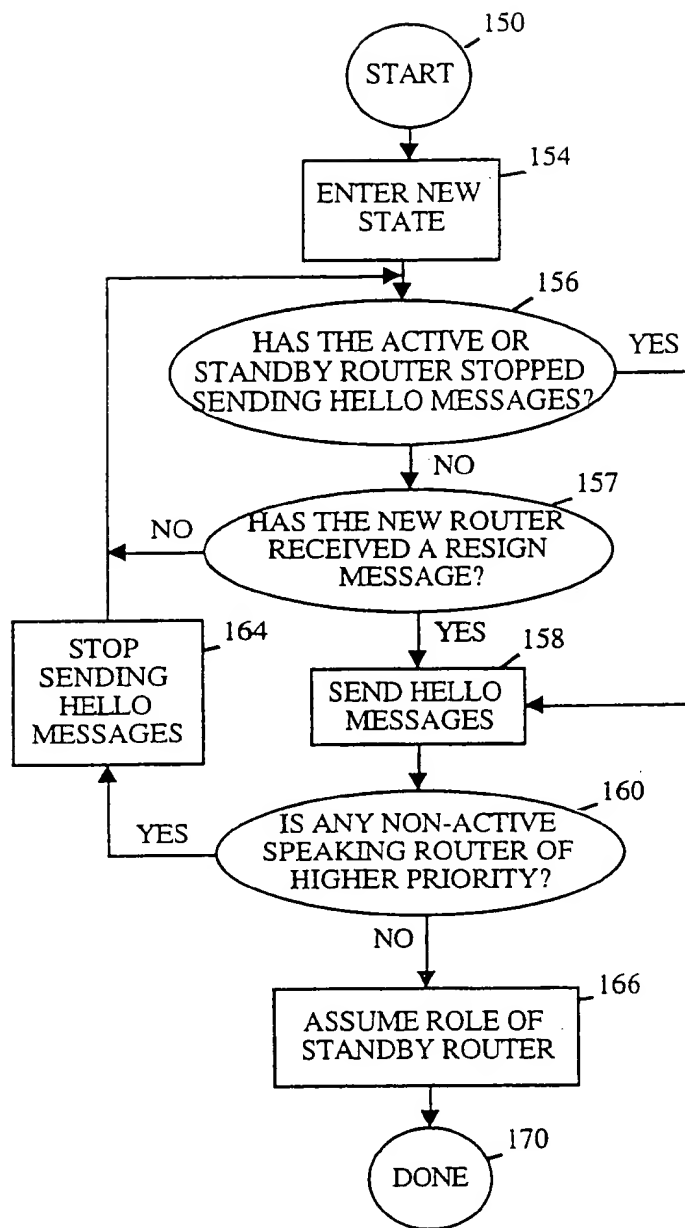 150
START
154
ENTER NEW
STATE
156
HAS THE ACTIVE OR
STANDBY ROUTER STOPPED
SENDING HELLO MESSAGES?
YES
NO
157
HAS THE NEW ROUTER
RECEIVED A RESIGN
MESSAGE?
NO
YES
164
STOP
SENDING
HELLO
MESSAGES
158
SEND HELLO
MESSAGES
160
IS ANY NON-ACTIVE
SPEAKING ROUTER OF
HIGHER PRIORITY?
YES
NO
166
ASSUME ROLE OF
STANDBY ROUTER
170
DONE